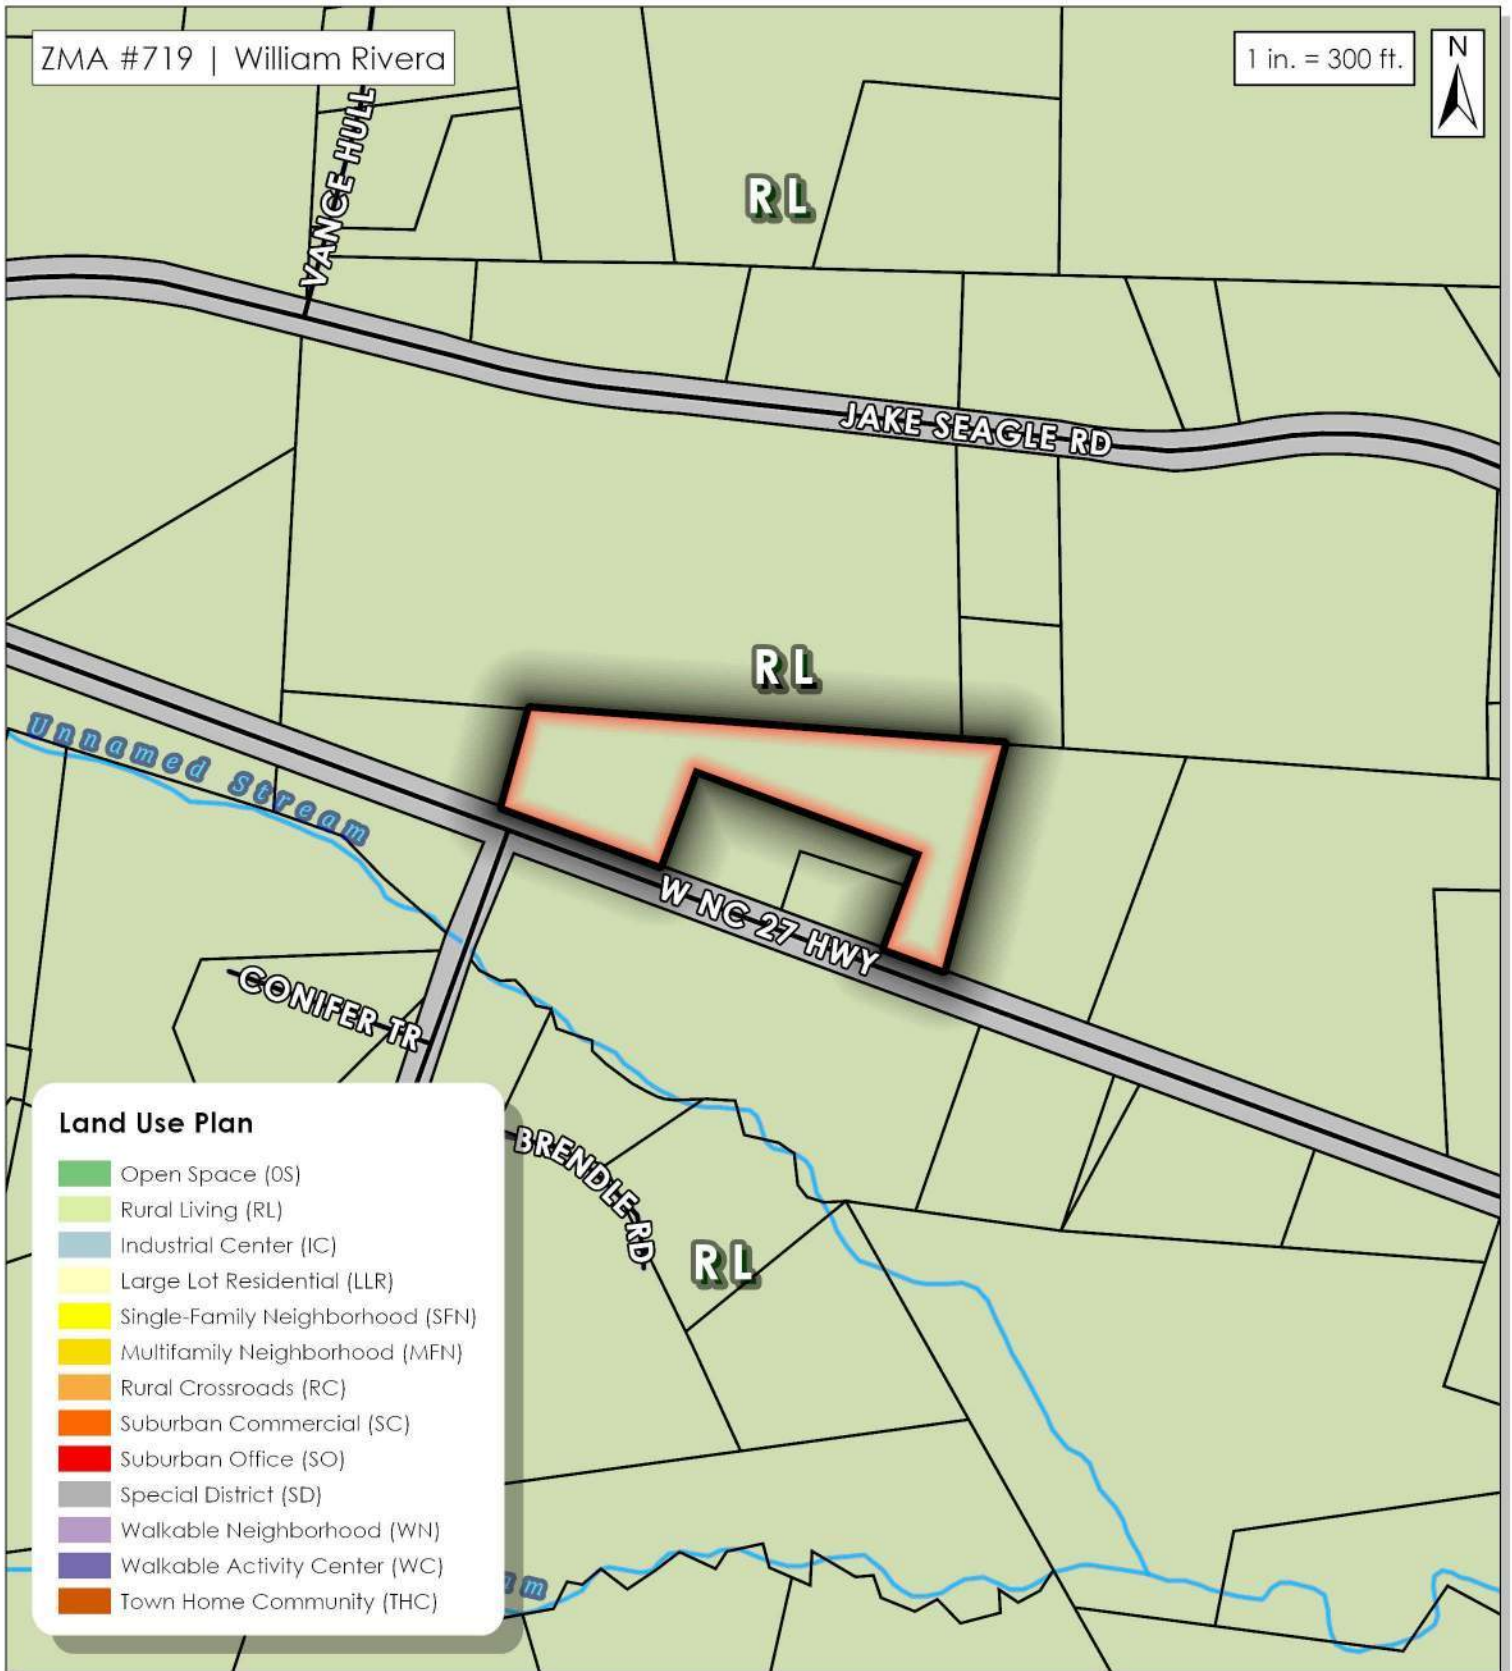 ZMA #719 | William Rivera
1 in. = 300 ft.
N
VANCE HULL
RL
JAKE SEAGLE RD
RL
Unnamed Stream
W NC 27 HWY
CONIFER TR
BRENDLE RD
RL
Land Use Plan
Open Space (OS)
Rural Living (RL)
Industrial Center (IC)
Large Lot Residential (LLR)
Single-Family Neighborhood (SFN)
Multifamily Neighborhood (MFN)
Rural Crossroads (RC)
Suburban Commercial (SC)
Suburban Office (SO)
Special District (SD)
Walkable Neighborhood (WN)
Walkable Activity Center (WC)
Town Home Community (THC)
am